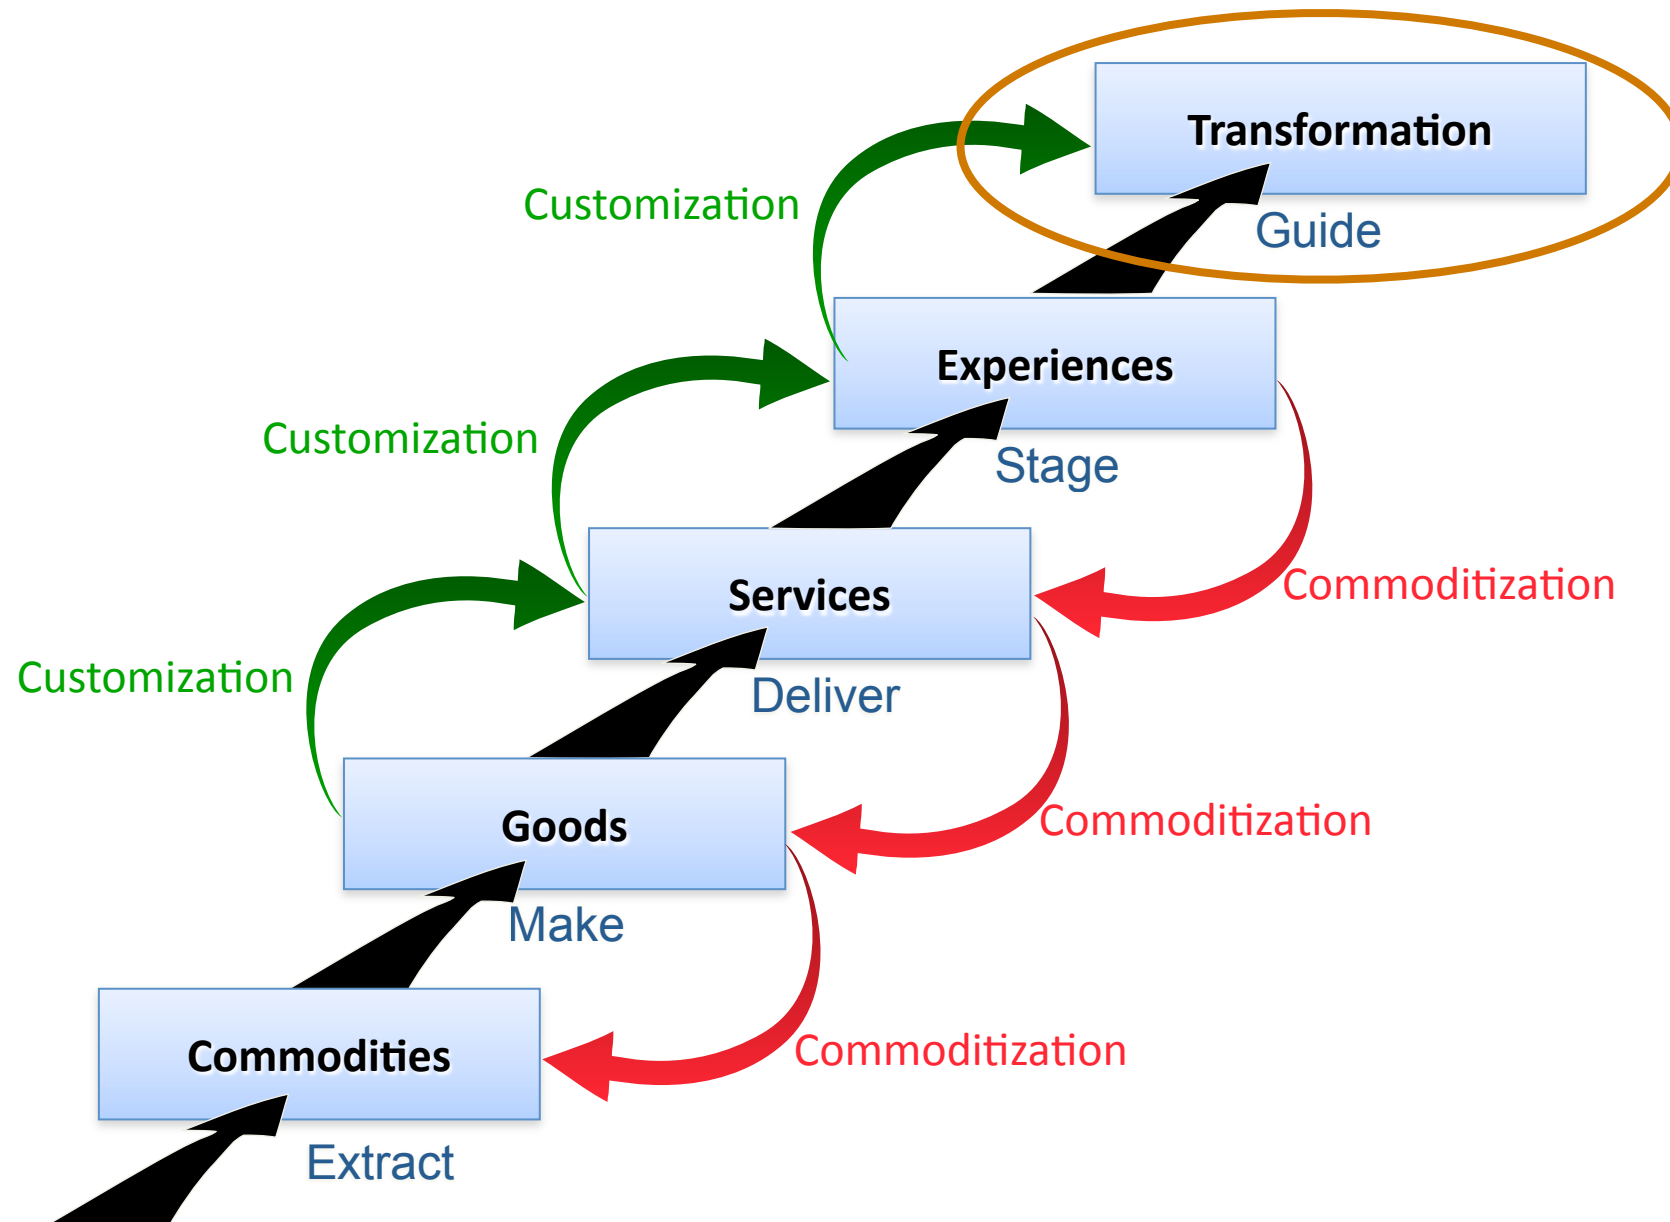 Transformation
Customization
Guide
Experiences
Customization
Stage
Commoditization
Services
Customization
Deliver
Commoditization
Goods
Make
Commoditization
Commodities
Extract